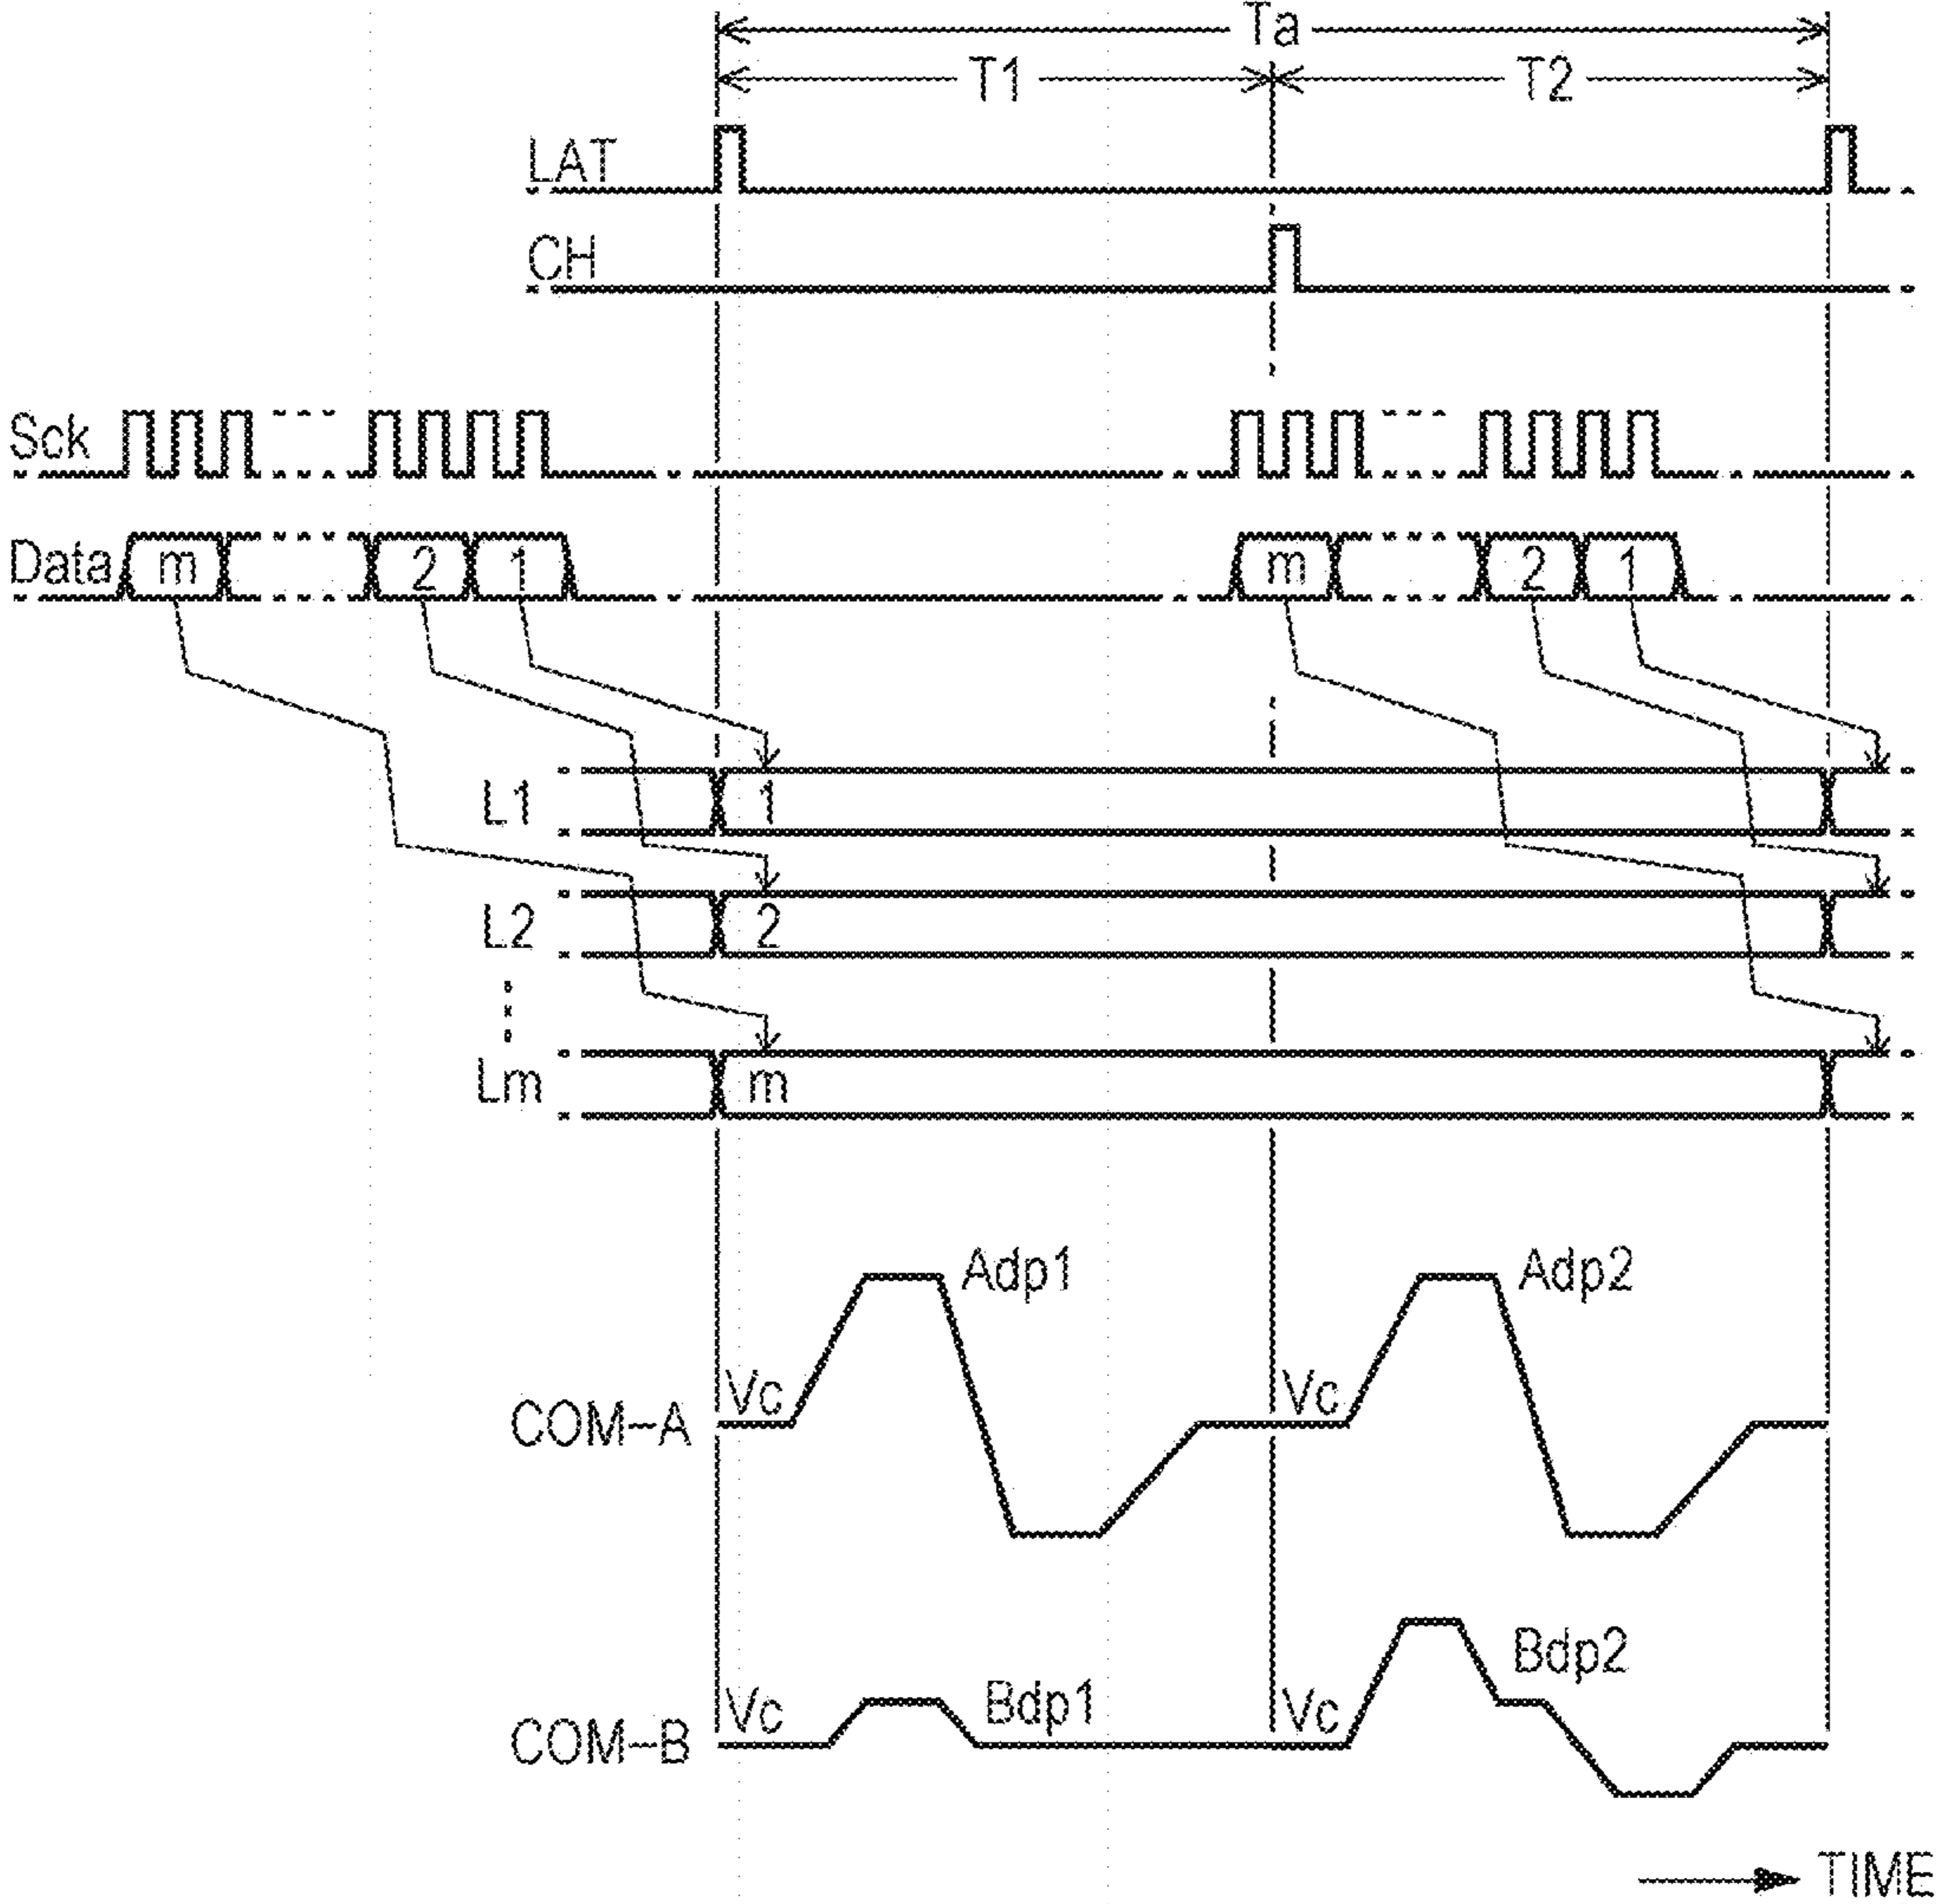 Ta
T1 T2
LAT
CH
Sck
Data m 2 1 m 2 1
L1 1
L2 2
Lm m
Adp1 Adp2
COM-A Vc Vc
Bdp1 Bdp2
COM-B Vc Vc
TIME